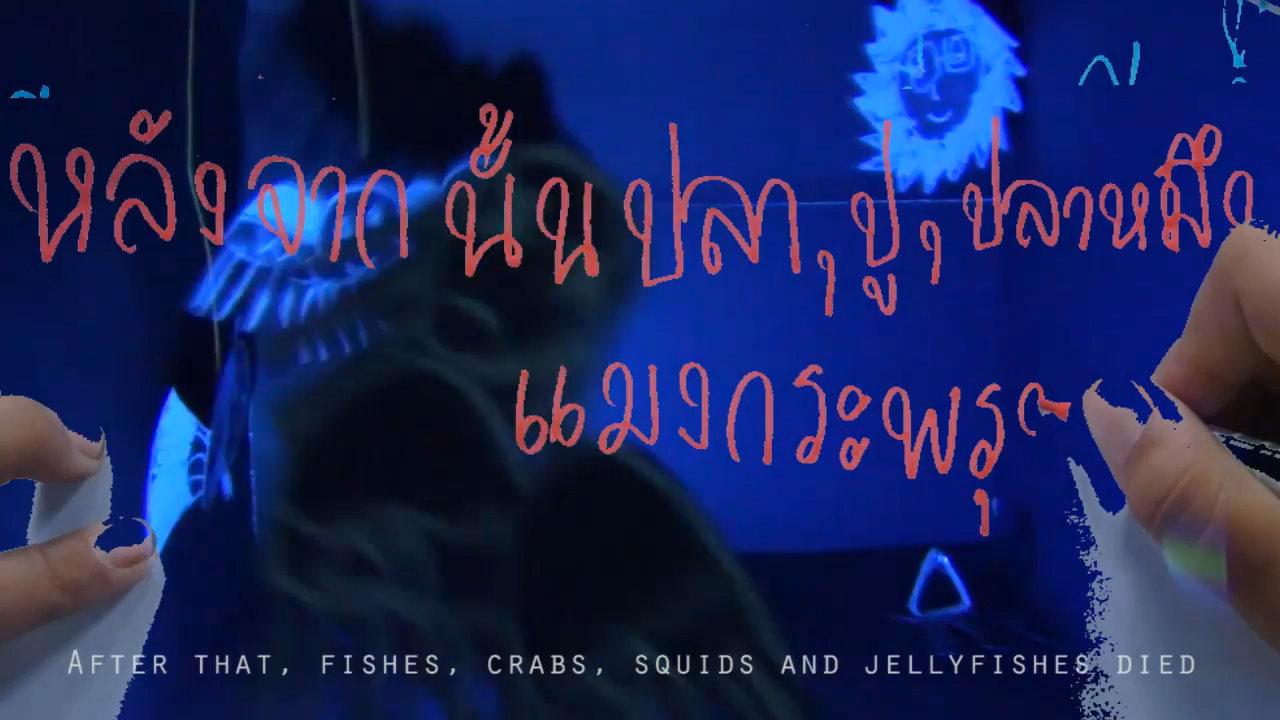 หลังจากนั้นปลา, ปู, ปลาหมึก
แมงกระพรุ
AFTER THAT, FISHES, CRABS, SQUIDS AND JELLYFISHES DIED